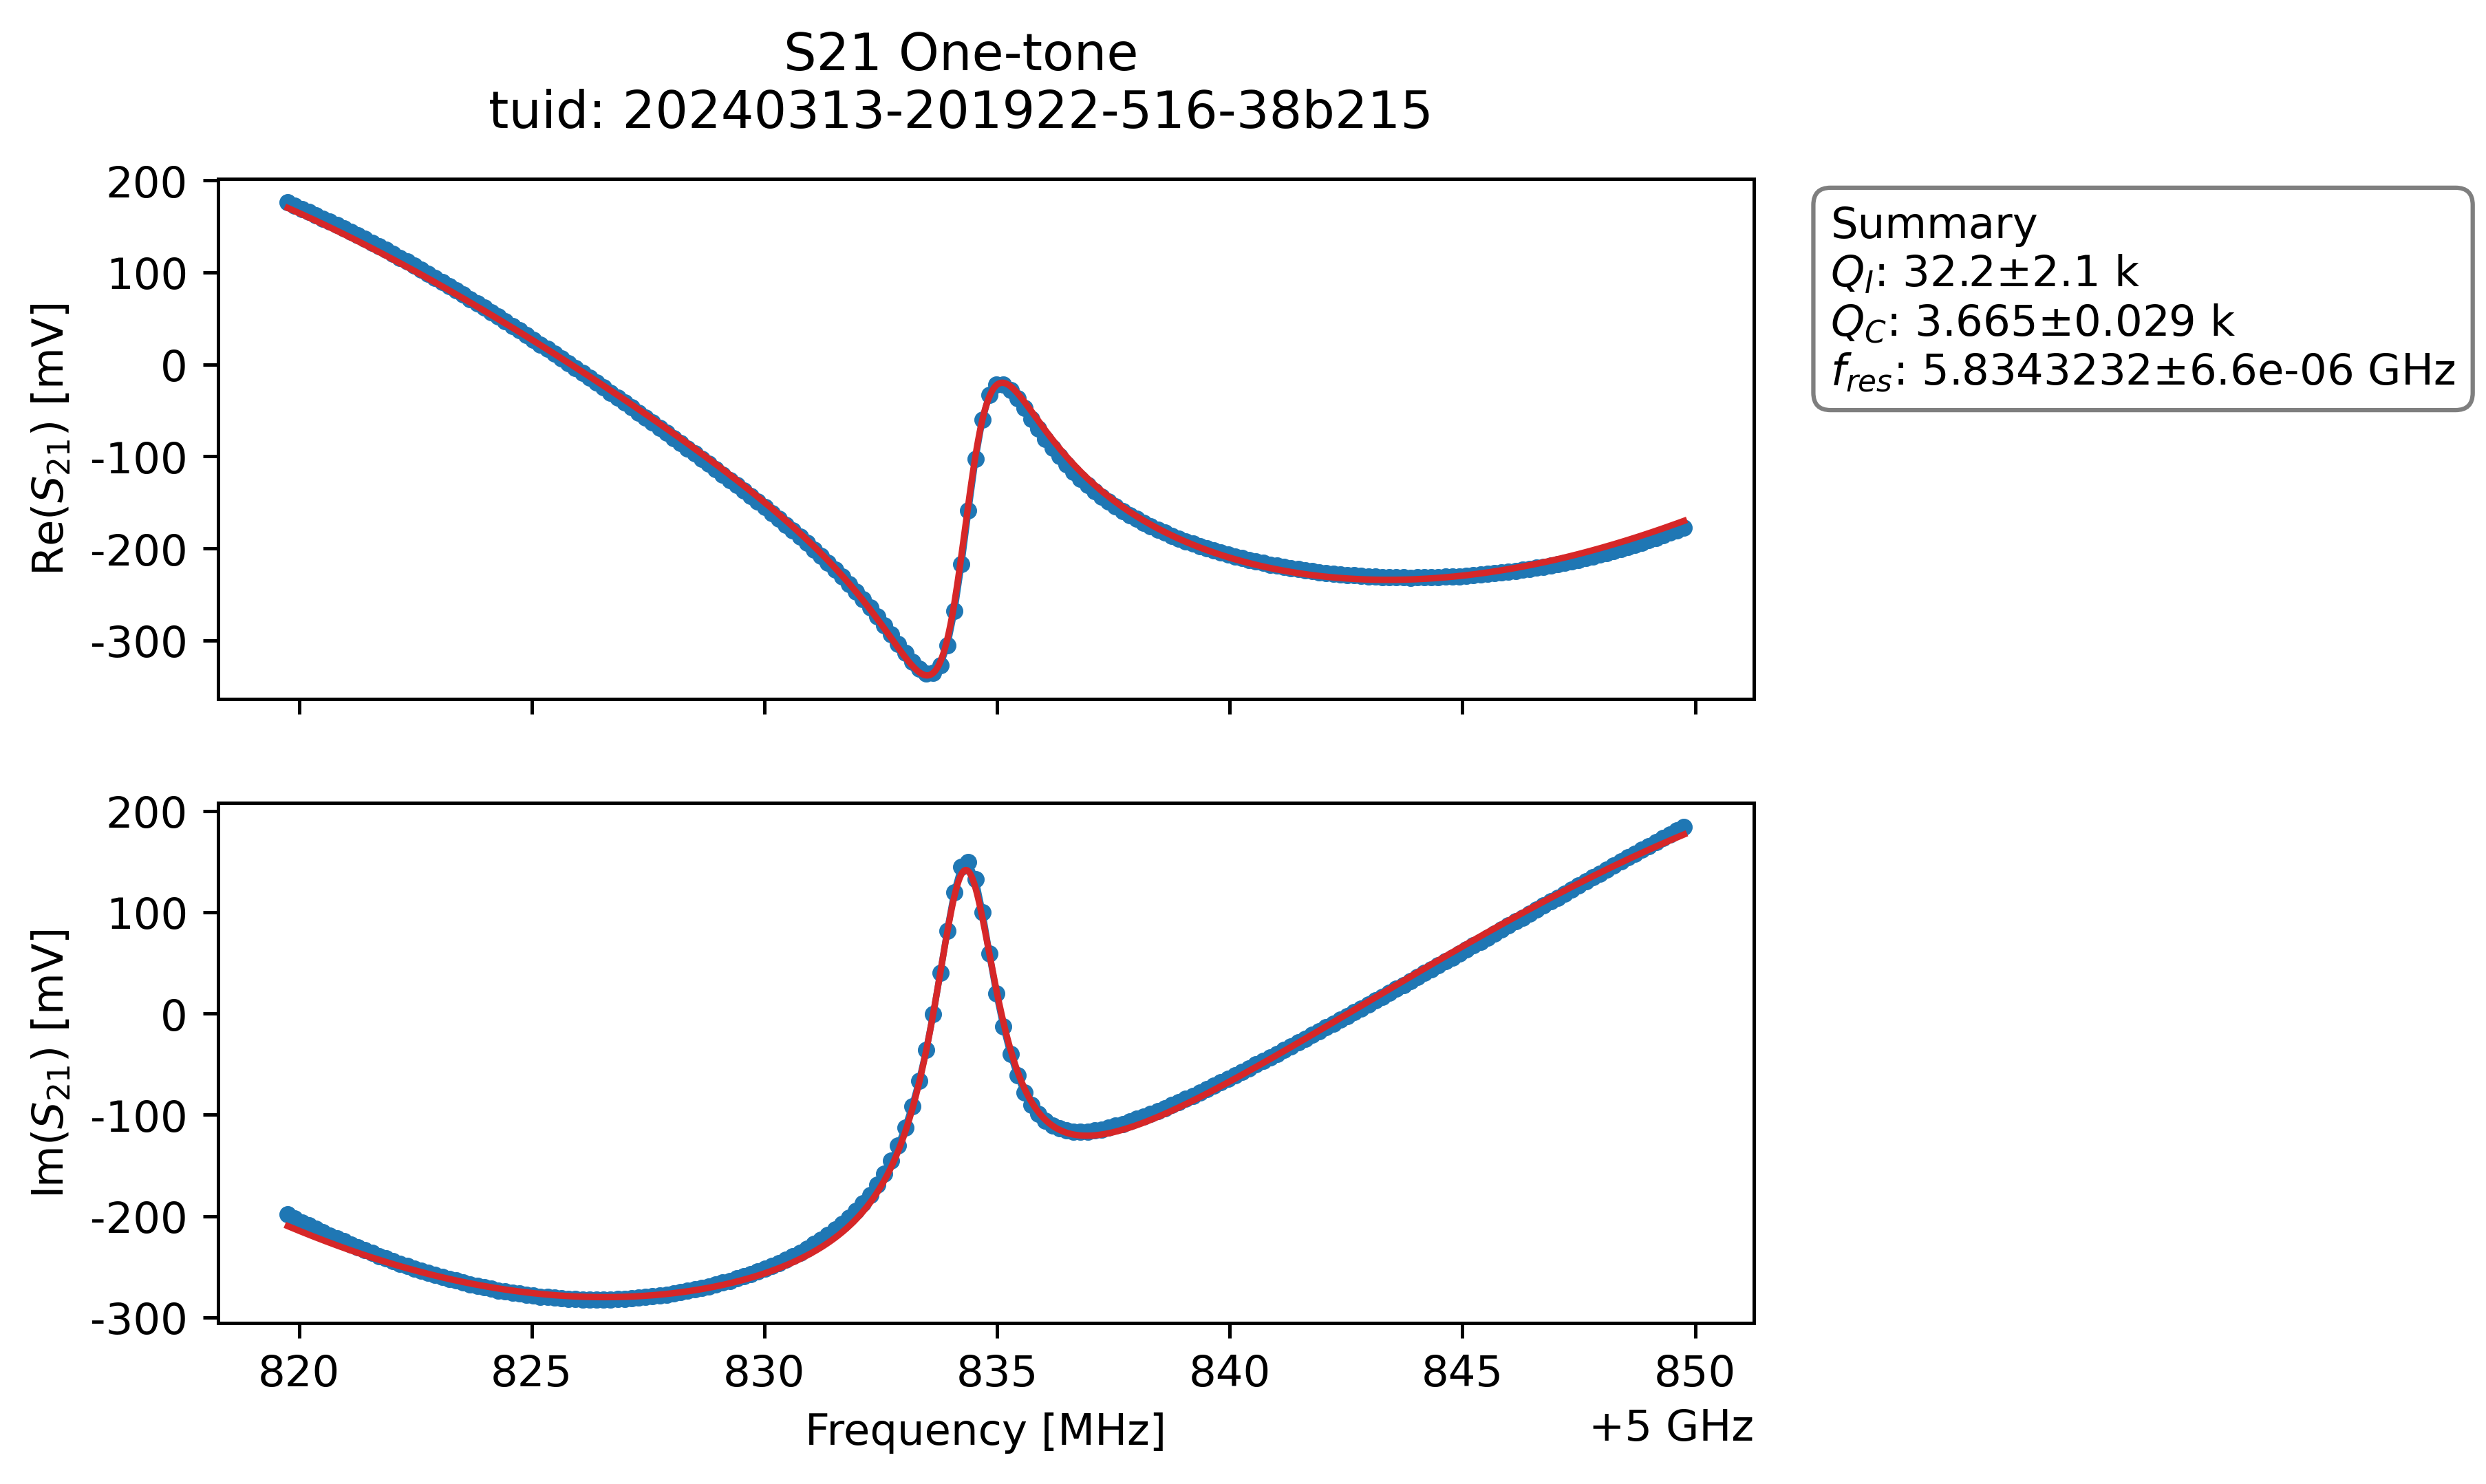 S21 One-tone
tuid: 20240313-201922-516-38b215
200
100
0
-100
-200
-300
Re(S21) [mV]
Summary
QI: 32.2±2.1 k
QC: 3.665±0.029 k
fres: 5.8343232±6.6e-06 GHz
200
100
0
-100
-200
-300
Im(S21) [mV]
820 825 830 835 840 845 850
Frequency [MHz]
+5 GHz